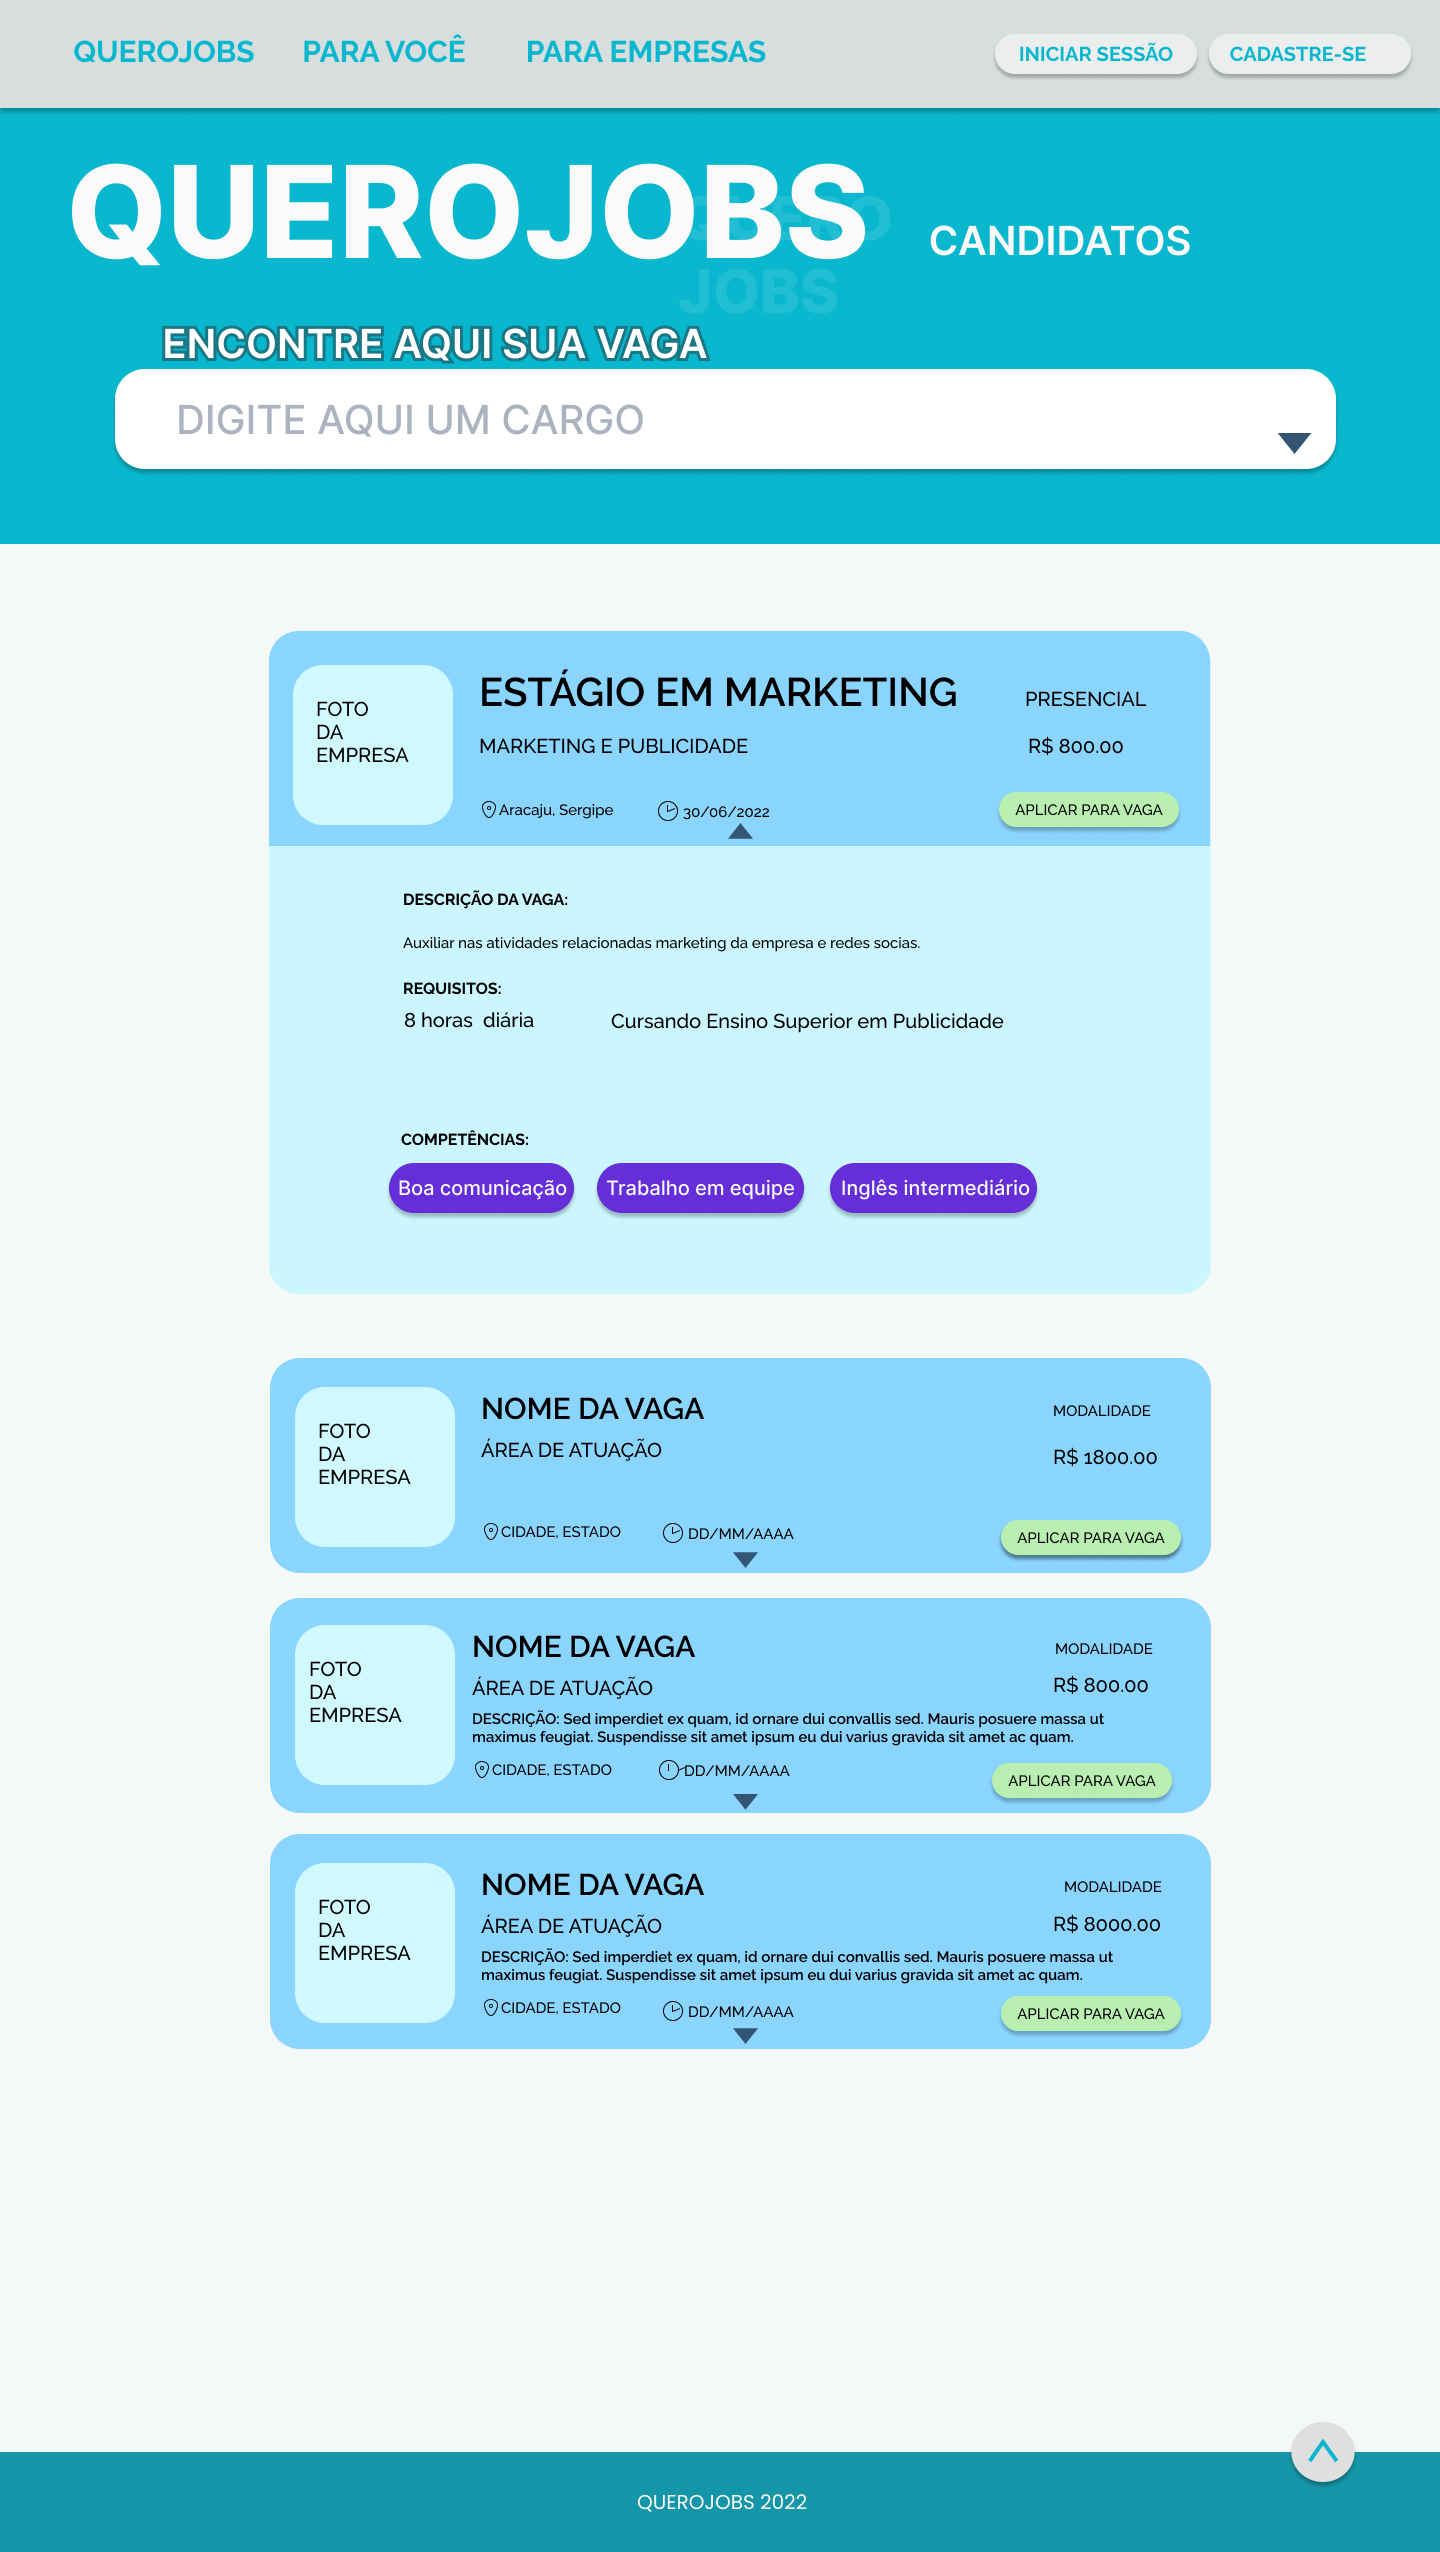 QUEROJOBS PARA VOCÊ PARA EMPRESAS INICIAR SESSÃO CADASTRE-SE
QUEROJOBS CANDIDATOS
QUERO
JOBS
ENCONTRE AQUI SUA VAGA
DIGITE AQUI UM CARGO
FOTO
DA
EMPRESA
ESTÁGIO EM MARKETING
PRESENCIAL
MARKETING E PUBLICIDADE
R$ 800.00
Aracaju, Sergipe
30/06/2022
APLICAR PARA VAGA
DESCRIÇÃO DA VAGA:
Auxiliar nas atividades relacionadas marketing da empresa e redes socias.
REQUISITOS:
8 horas diária
Cursando Ensino Superior em Publicidade
COMPETÊNCIAS:
Boa comunicação
Trabalho em equipe
Inglês intermediário
FOTO
DA
EMPRESA
NOME DA VAGA
MODALIDADE
ÁREA DE ATUAÇÃO
R$ 1800.00
CIDADE, ESTADO
DD/MM/AAAA
APLICAR PARA VAGA
FOTO
DA
EMPRESA
NOME DA VAGA
MODALIDADE
ÁREA DE ATUAÇÃO
R$ 800.00
DESCRIÇÃO: Sed imperdiet ex quam, id ornare dui convallis sed. Mauris posuere massa ut
maximus feugiat. Suspendisse sit amet ipsum eu dui varius gravida sit amet ac quam.
CIDADE, ESTADO
DD/MM/AAAA
APLICAR PARA VAGA
FOTO
DA
EMPRESA
NOME DA VAGA
MODALIDADE
ÁREA DE ATUAÇÃO
R$ 8000.00
DESCRIÇÃO: Sed imperdiet ex quam, id ornare dui convallis sed. Mauris posuere massa ut
maximus feugiat. Suspendisse sit amet ipsum eu dui varius gravida sit amet ac quam.
CIDADE, ESTADO
DD/MM/AAAA
APLICAR PARA VAGA
QUEROJOBS 2022